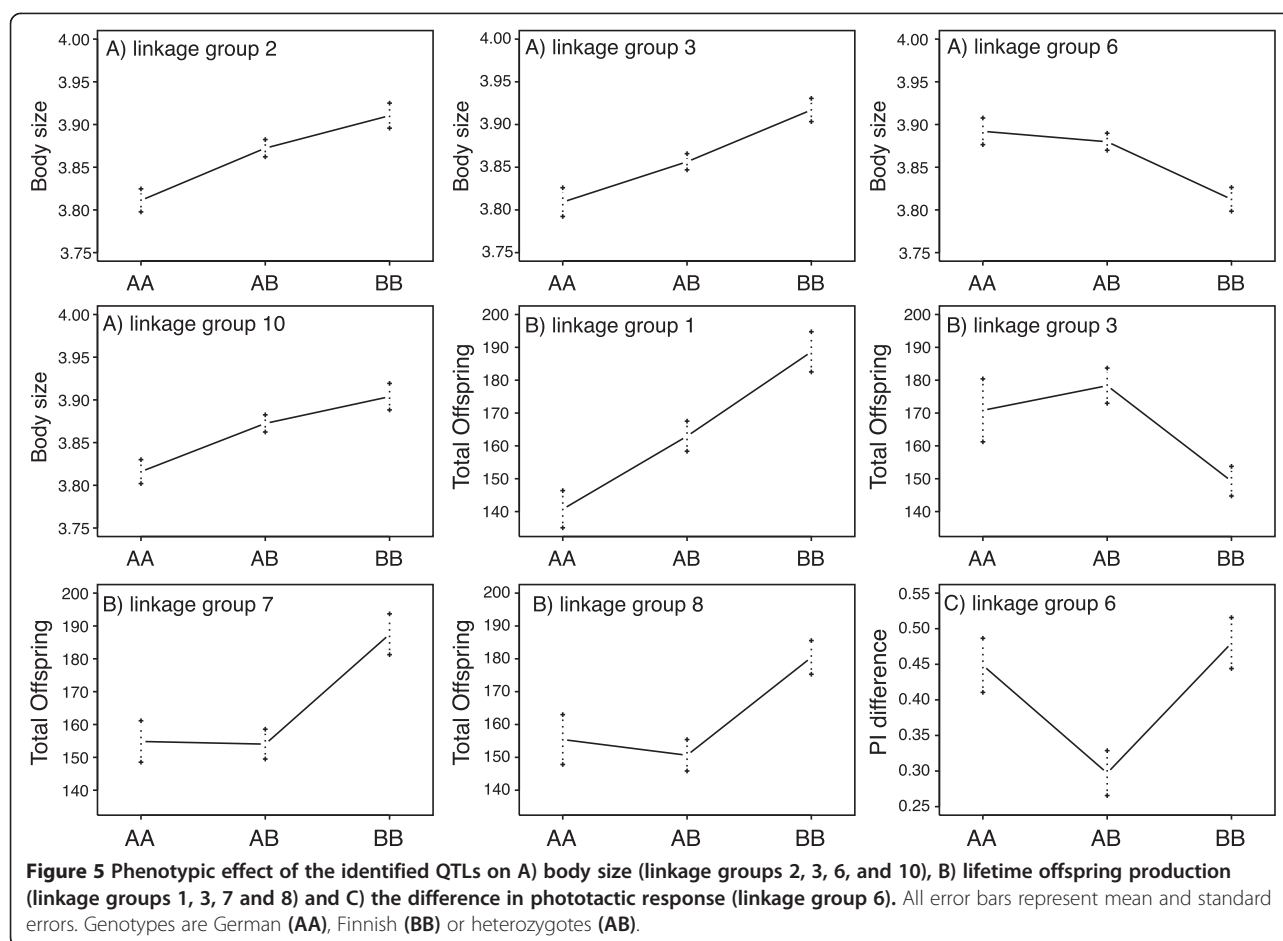 A) linkage group 2
Body size
4.00
3.95
3.90
3.85
3.80
3.75
AA AB BB
A) linkage group 3
Body size
4.00
3.95
3.90
3.85
3.80
3.75
AA AB BB
A) linkage group 6
Body size
4.00
3.95
3.90
3.85
3.80
3.75
AA AB BB
A) linkage group 10
Body size
4.00
3.95
3.90
3.85
3.80
3.75
AA AB BB
B) linkage group 1
Total Offspring
200
190
180
170
160
150
140
AA AB BB
B) linkage group 3
Total Offspring
200
190
180
170
160
150
140
AA AB BB
B) linkage group 7
Total Offspring
200
190
180
170
160
150
140
AA AB BB
B) linkage group 8
Total Offspring
200
190
180
170
160
150
140
AA AB BB
C) linkage group 6
PI difference
0.55
0.50
0.45
0.40
0.35
0.30
0.25
AA AB BB
Figure 5 Phenotypic effect of the identified QTLs on A) body size (linkage groups 2, 3, 6, and 10), B) lifetime offspring production
(linkage groups 1, 3, 7 and 8) and C) the difference in phototactic response (linkage group 6). All error bars represent mean and standard
errors. Genotypes are German (AA), Finnish (BB) or heterozygotes (AB).